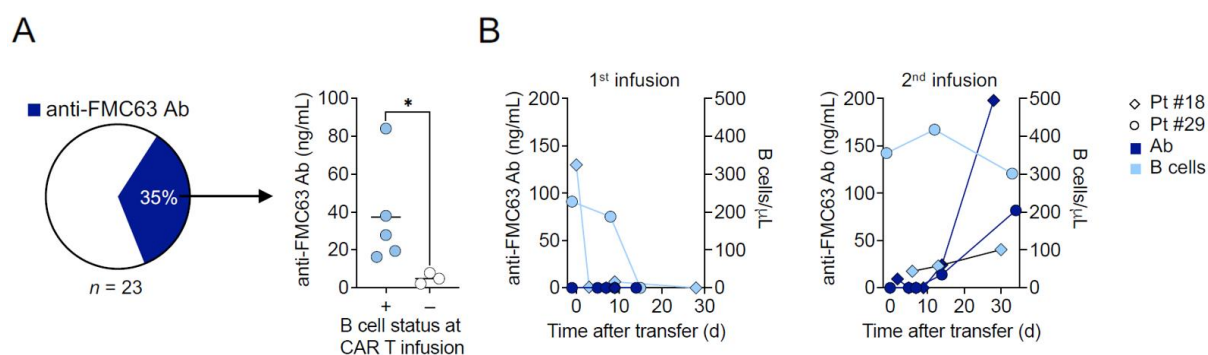 A
B
anti-FMC63 Ab
35%
n = 23
anti-FMC63 Ab (ng/mL)
100
80
60
40
20
0
*
+
–
B cell status at
CAR T infusion
1st infusion
anti-FMC63 Ab (ng/mL)
200
150
100
50
0
B cells/μL
500
400
300
200
100
0
0
10
20
30
Time after transfer (d)
2nd infusion
anti-FMC63 Ab (ng/mL)
200
150
100
50
0
B cells/μL
500
400
300
200
100
0
0
10
20
30
Time after transfer (d)
Pt #18
Pt #29
Ab
B cells